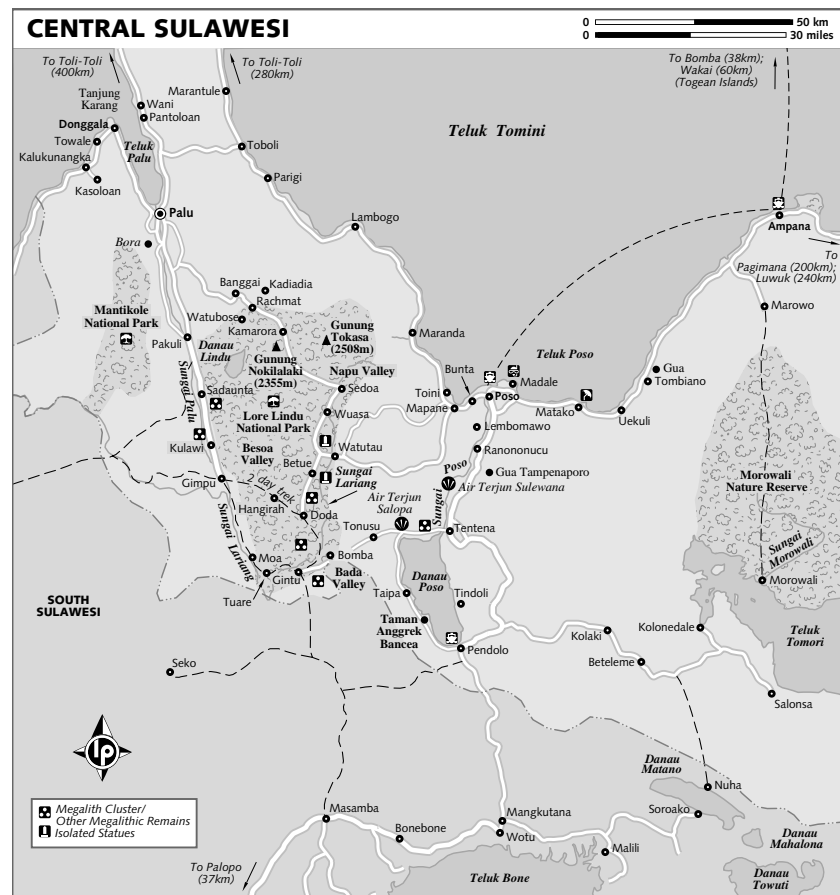 CENTRAL SULAWESI
0 50 km
0 30 miles
To Toli-Toli
(400km)
To Toli-Toli
(280km)
To Bomba (38km);
Wakai (60km)
(Togean Islands)
Tanjung
Karang
Marantule
Wani
Pantoloan
Donggala
Towale
Teluk
Palu
Kalukunangka
Kasoloan
Toboli
Parigi
Teluk Tomini
Palu
Lambogo
Ampana
Bora
To
Pagimana (200km);
Luwuk (240km)
Banggai
Kadiadia
Rachmat
Mantikole
National Park
Watubose
Kamarora
Gunung
Tokasa
(2508m)
Marowo
Pakuli
Danau
Lindu
Gunung
Nokilalaki
(2355m)
Maranda
Napu Valley
Bunta
Teluk Poso
Gua
Tombiano
Sungai Palu
Sadaunta
Sedoa
Toini
Madale
Mapane
Poso
Matako
Uekuli
Lore Lindu
National Park
Wuasa
Lembomawo
Kulawi
Besoa
Valley
Watutau
Ranononucu
Betue
Sungai
Lariang
Gua Tampenaporo
Morowali
Nature Reserve
Gimpu
2 day trek
Sungai Poso
Air Terjun Sulewana
Hangirah
Air Terjun
Salopa
Doda
Tonusu
Tentena
Sungai Lariang
Sungai
Morowali
Moa
Bomba
Gintu
Bada
Valley
Danau
Poso
Morowali
Tuare
Taipa
Tindoli
SOUTH
SULAWESI
Taman
Anggrek
Bancea
Kolaki
Kolonedale
Teluk
Tomori
Pendolo
Beteleme
Seko
Salonsa
lp
Danau
Matano
Nuha
Megalith Cluster/
Other Megalithic Remains
Isolated Statues
Masamba
Mangkutana
Soroako
Bonebone
Wotu
Danau
Mahalona
Malili
To Palopo
(37km)
Teluk Bone
Danau
Towuti